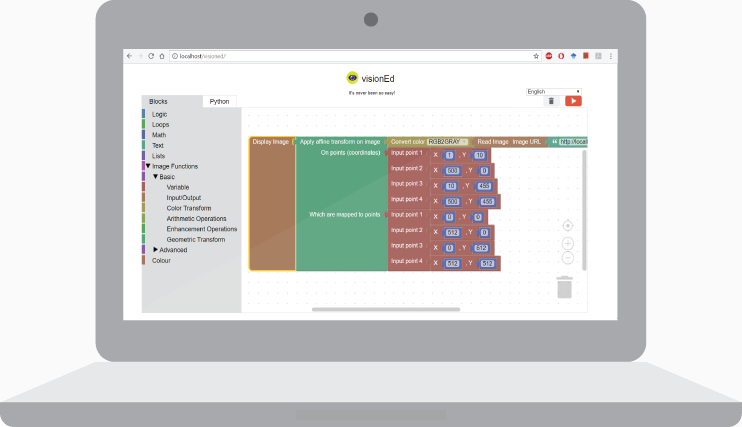 localhost/visioned/
visionEd
It's never been so easy!
English
Blocks
Python
Logic
Loops
Math
Text
Lists
Image Functions
Basic
Variable
Input/Output
Color Transform
Arithmetic Operations
Enhancement Operations
Geometric Transform
Advanced
Colour
Display Image Apply affine transform on image Convert color RGB2GRAY Read Image Image URL http://local
On points (coordinates) Input point 1 X 1 , Y 10
Input point 2 X 500 , Y 0
Input point 3 X 10 , Y 455
Input point 4 X 500 , Y 455
Which are mapped to points Input point 1 X 0 , Y 0
Input point 2 X 512 , Y 0
Input point 3 X 0 , Y 512
Input point 4 X 512 , Y 512